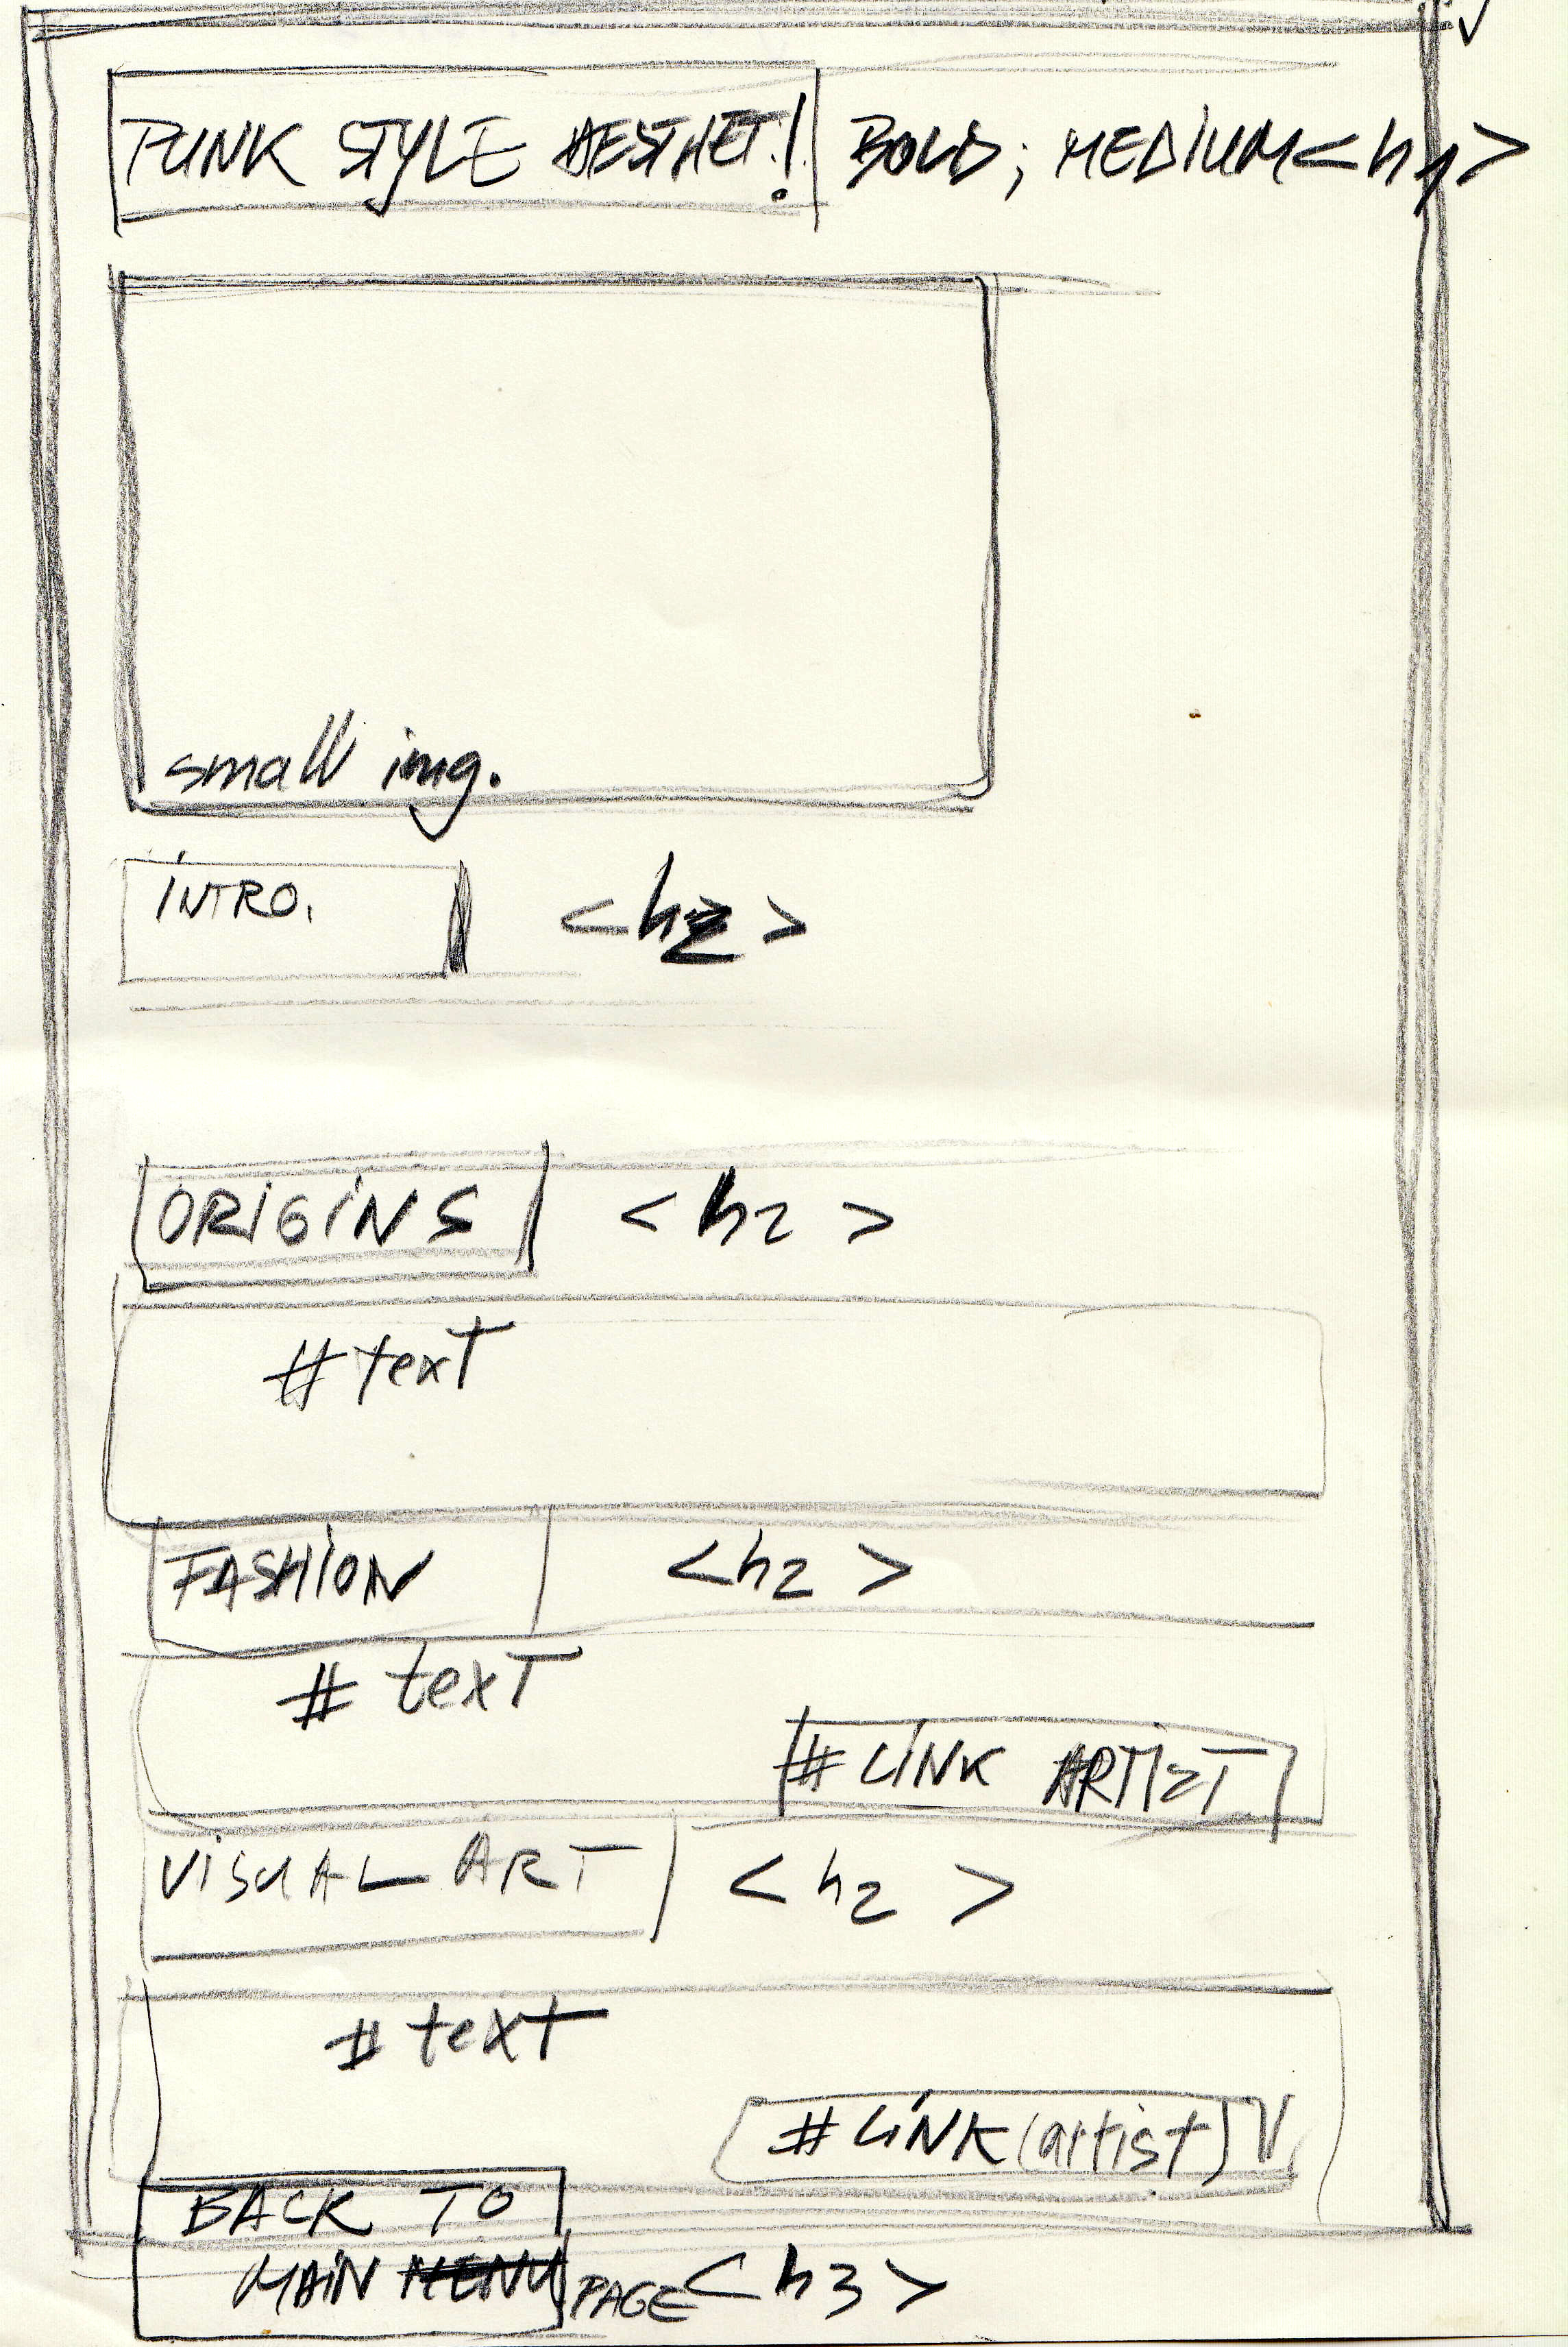 PUNK STYLE AESTHET.! BOLD; MEDIUM <h1>
small img.
INTRO. <h2>
ORIGINS <h2>
# text
FASHION <h2>
# text
# LINK ARTIST
VISUAL ART <h2>
# text
# LINK (artist)
BACK TO
MAIN MENU PAGE <h3>